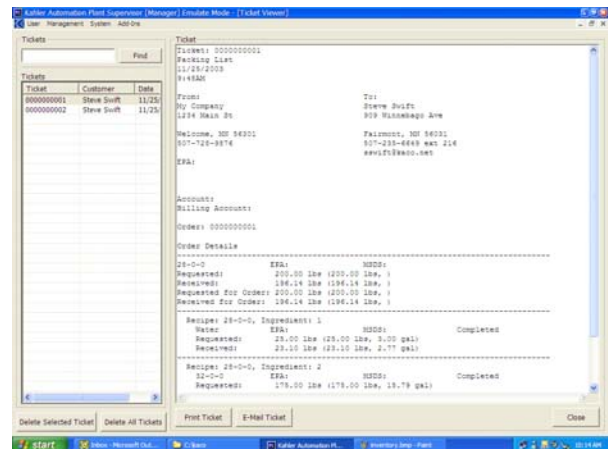 Kahler Automation Plant Supervisor [Manager] Emulate Mode - [Ticket Viewer]
User Management System Add-Ons
Tickets
Find
Tickets
Ticket Customer Date
0000000001 Steve Swift 11/25/
0000000002 Steve Swift 11/25/
Delete Selected Ticket Delete All Tickets
Ticket
Ticket: 0000000001
Packing List
11/25/2003
9:48AM
From: To:
My Company Steve Swift
1234 Main St 909 Winnebago Ave
Welcome, MN 56301 Fairmont, MN 56031
507-728-9876 507-235-6649 ext 216
sswift@kaco.net
EPA:
Account:
Billing Account:
Order: 0000000001
Order Details
28-0-0 EPA: MSDS:
Requested: 200.00 lbs (200.00 lbs, )
Received: 196.14 lbs (196.14 lbs, )
Requested for Order: 200.00 lbs (200.00 lbs, )
Received for Order: 196.14 lbs (196.14 lbs, )
Recipe: 28-0-0, Ingredient: 1
Water EPA: MSDS: Completed
Requested: 25.00 lbs (25.00 lbs, 3.00 gal)
Received: 23.10 lbs (23.10 lbs, 2.77 gal)
Recipe: 28-0-0, Ingredient: 2
32-0-0 EPA: MSDS: Completed
Requested: 175.00 lbs (175.00 lbs, 15.79 gal)
Print Ticket E-Mail Ticket Close
start Inbox - Microsoft Out... C:\kaco Kahler Automation P... inventory.bmp - Paint 10:14 AM